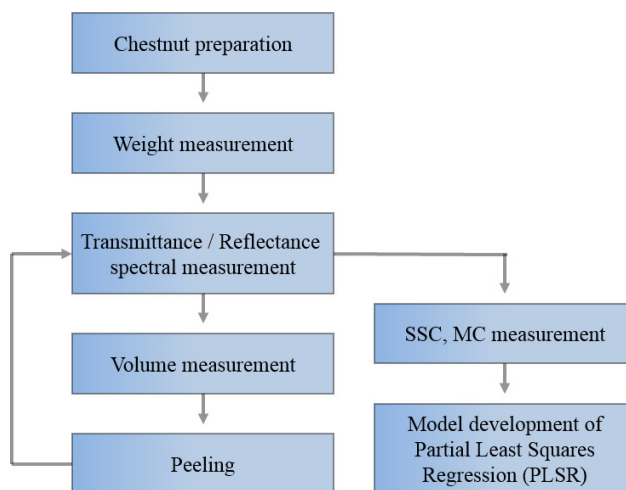 Chestnut preparation
Weight measurement
Transmittance / Reflectance
spectral measurement
Volume measurement
Peeling
SSC, MC measurement
Model development of
Partial Least Squares
Regression (PLSR)